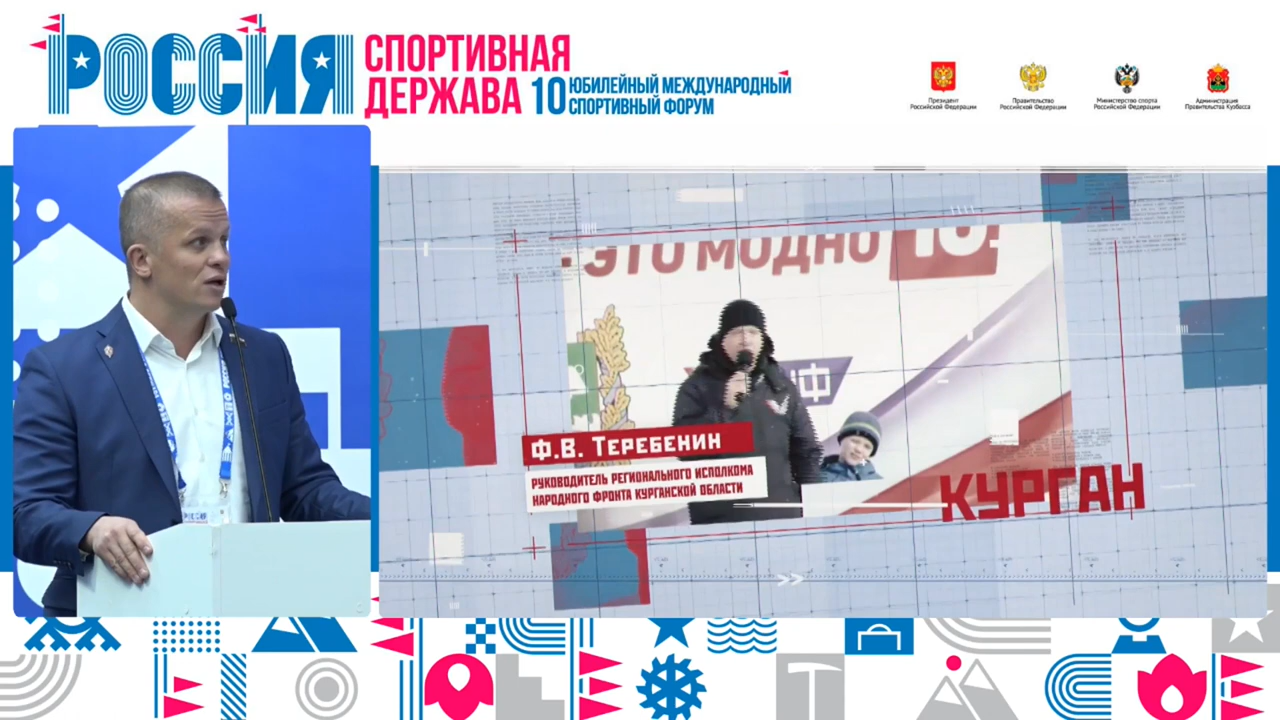 РОССИЯ
СПОРТИВНАЯ
ДЕРЖАВА
10 ЮБИЛЕЙНЫЙ МЕЖДУНАРОДНЫЙ
СПОРТИВНЫЙ ФОРУМ
Президент
Российской Федерации
Правительство
Российской Федерации
Министерство спорта
Российской Федерации
Администрация
Правительства Кузбасса
ЭТО МОДНО
Ф.В. Теребенин
РУКОВОДИТЕЛЬ РЕГИОНАЛЬНОГО ИСПОЛКОМА
НАРОДНОГО ФРОНТА КУРГАНСКОЙ ОБЛАСТИ
КУРГАН
РОССИЯ